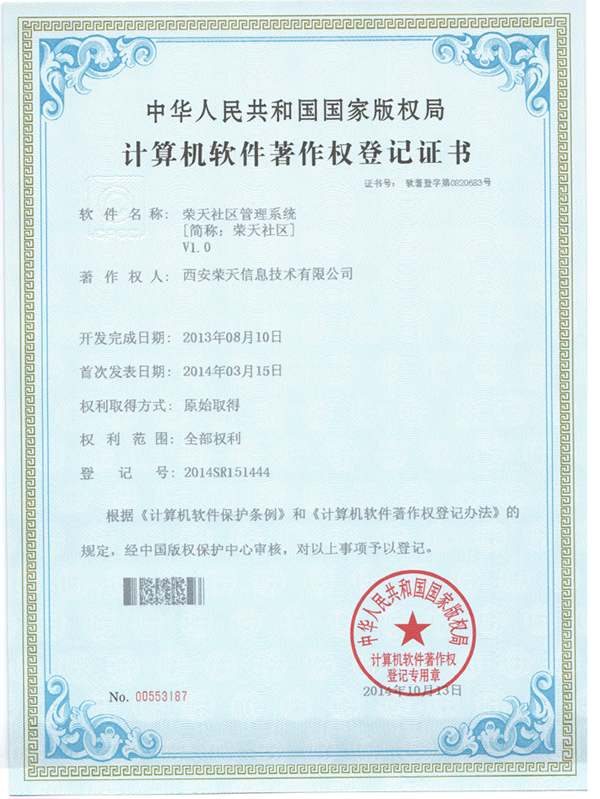 中华人民共和国国家版权局
计算机软件著作权登记证书
证书号： 软著登字第0820683号
CPCC
软件名称： 荣天社区管理系统
[简称：荣天社区]
V1.0
著作权人： 西安荣天信息技术有限公司
开发完成日期： 2013年08月10日
首次发表日期： 2014年03月15日
权利取得方式： 原始取得
权利范围： 全部权利
登记号： 2014SR151444
根据《计算机软件保护条例》和《计算机软件著作权登记办法》的
规定，经中国版权保护中心审核，对以上事项予以登记。
中华人民共和国国家版权局
计算机软件著作权
登记专用章
2014年10月13日
No. 00553187